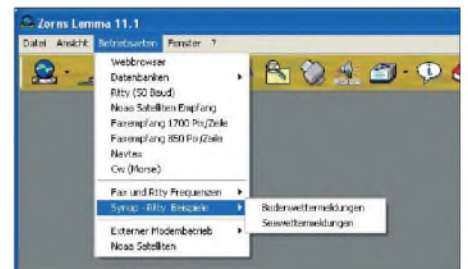 Zorns Lemma 11.1
Datei Ansicht Betriebsarten Fenster ?
Webbrowser
Datenbanken
Ritty (50 Baud)
Noaa Satelliten Empfang
Faxempfang 1700 Pix/Zeile
Faxempfang 850 Pix/Zeile
Navtex
Cw (Morse)
Fax und Ritty Frequenzen
Synop - Ritty Beispiele
Bodenwettermeldungen
Seewettermeldungen
Externer Modembetrieb
Noaa Satelliten